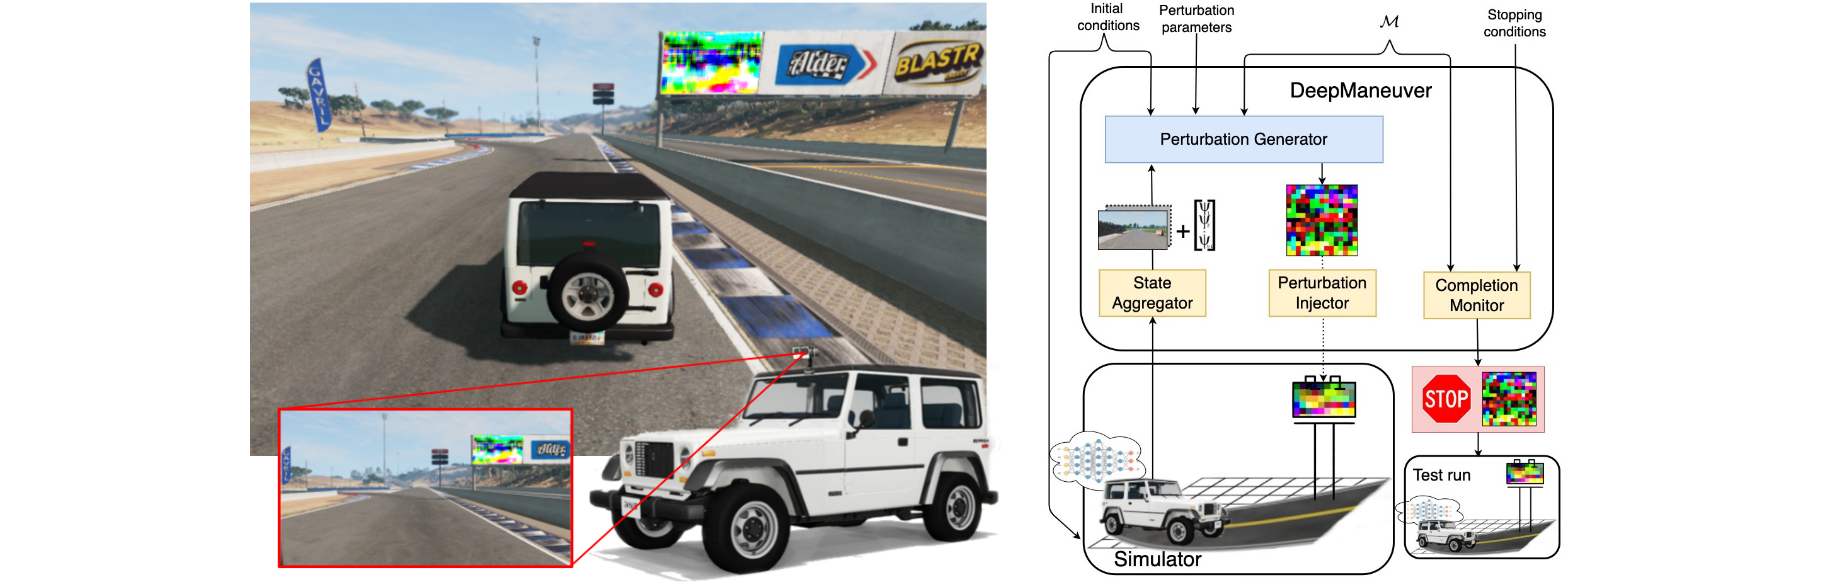 GAVRIL
Alder
BLASTR
Alder
Initial
conditions
Perturbation
parameters
M
Stopping
conditions
DeepManeuver
Perturbation Generator
+
State
Aggregator
Perturbation
Injector
Completion
Monitor
STOP
Test run
Simulator